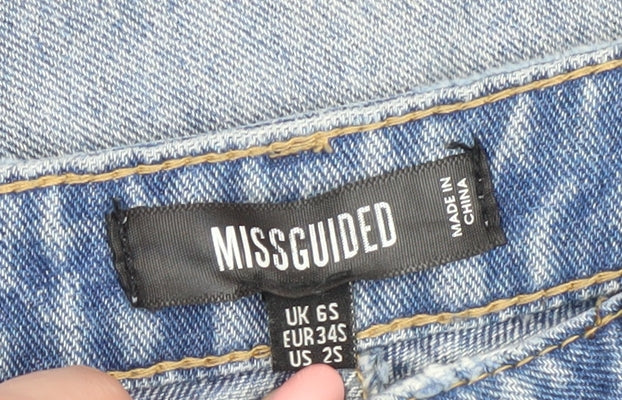 MISSGUIDED
MADE IN
CHINA
UK 6S
EUR 34S
US 2S